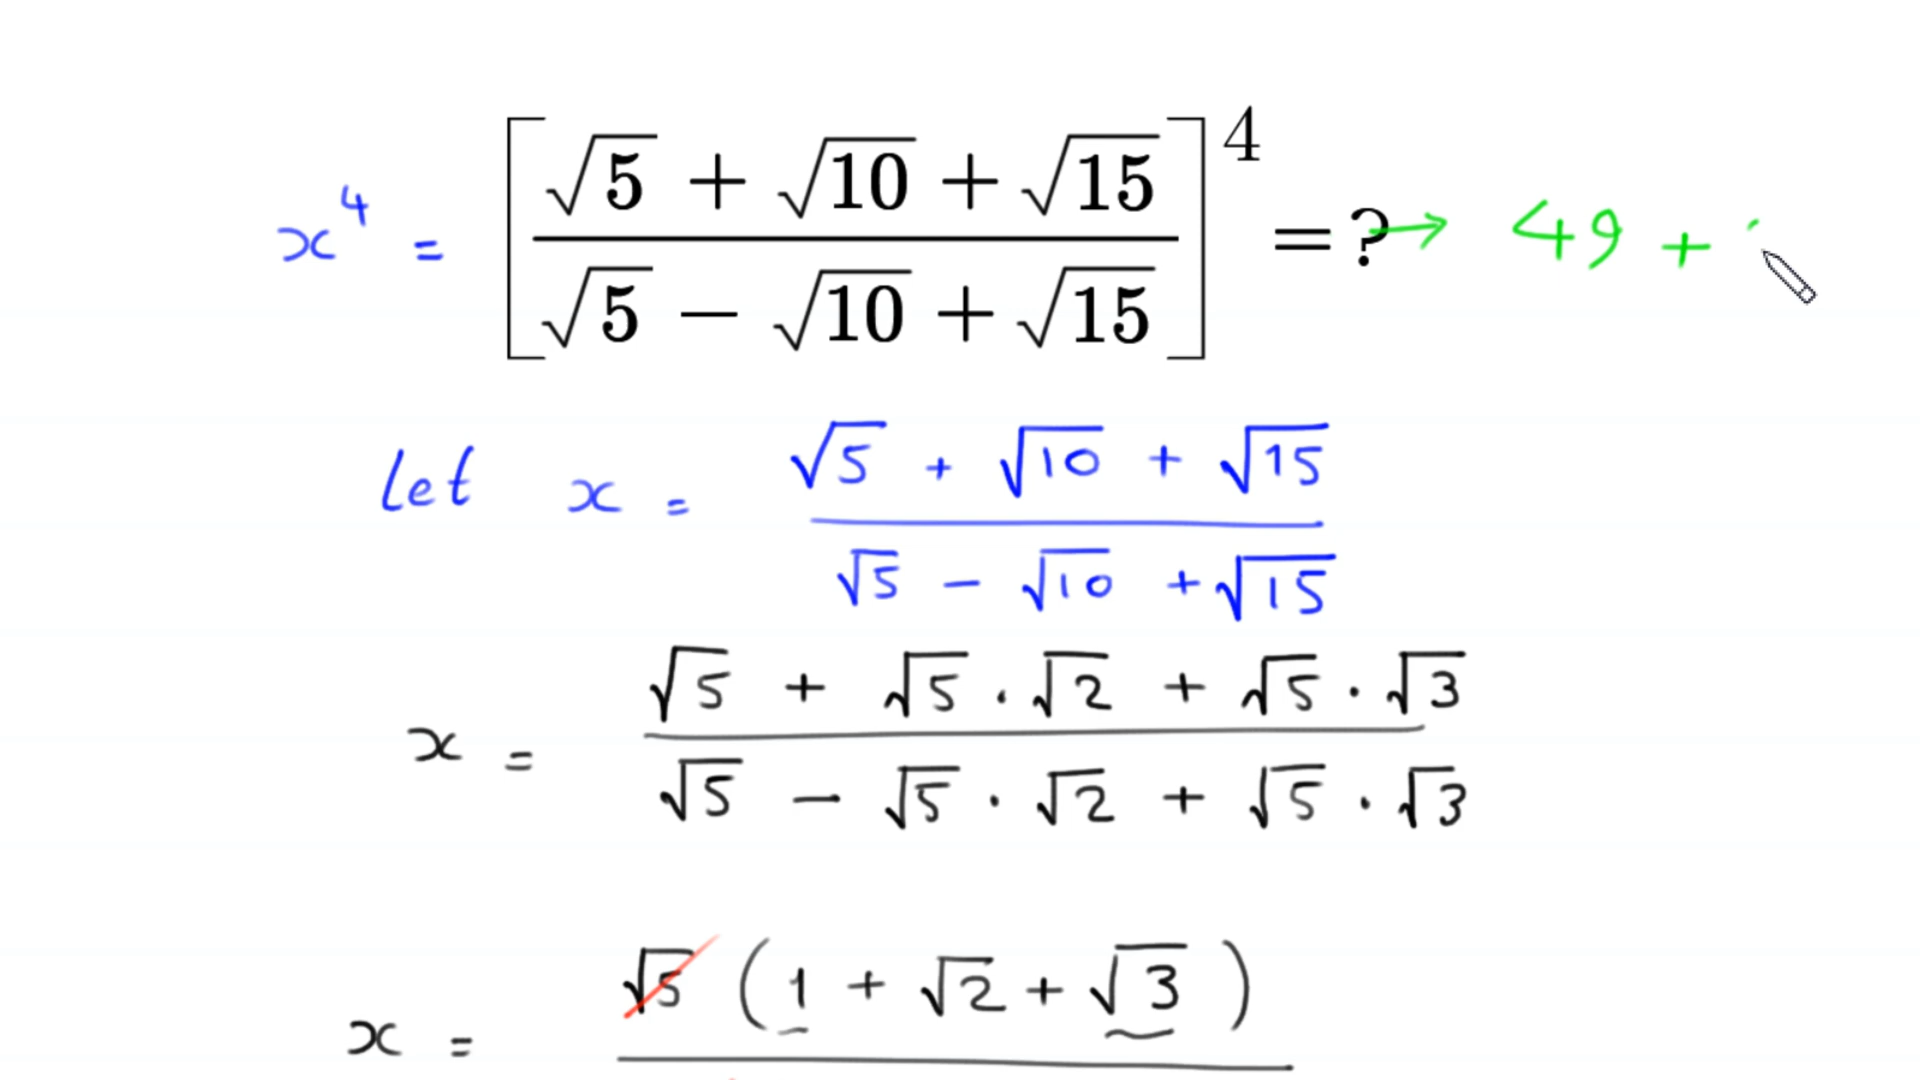 x⁴ = [(√5 + √10 + √15) / (√5 − √10 + √15)]⁴ = ? → 49 +
Let x = (√5 + √10 + √15) / (√5 − √10 + √15)
x = (√5 + √5 · √2 + √5 · √3) / (√5 − √5 · √2 + √5 · √3)
x = √5 (1 + √2 + √3)